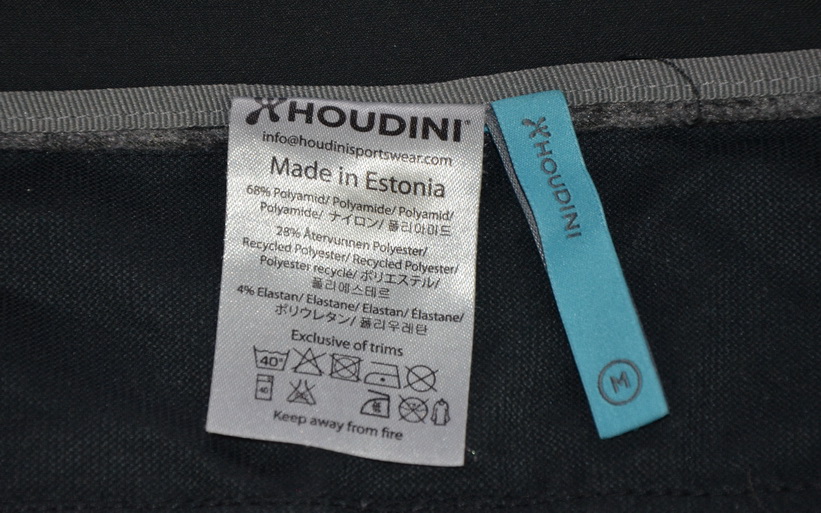 HOUDINI
info@houdinisportswear.com
Made in Estonia
68% Polyamid/ Polyamide/ Polyamid/
Polyamide/ ナイロン/ 폴리아미드
28% Återvunnen Polyester/
Recycled Polyester/ Recycled Polyester/
Polyester recyclé/ ポリエステル/
폴리에스테르
4% Elastan/ Elastane/ Elastan/ Élastane/
ポリウレタン/ 폴리우레탄
Exclusive of trims
40°
40
Keep away from fire
HOUDINI
M